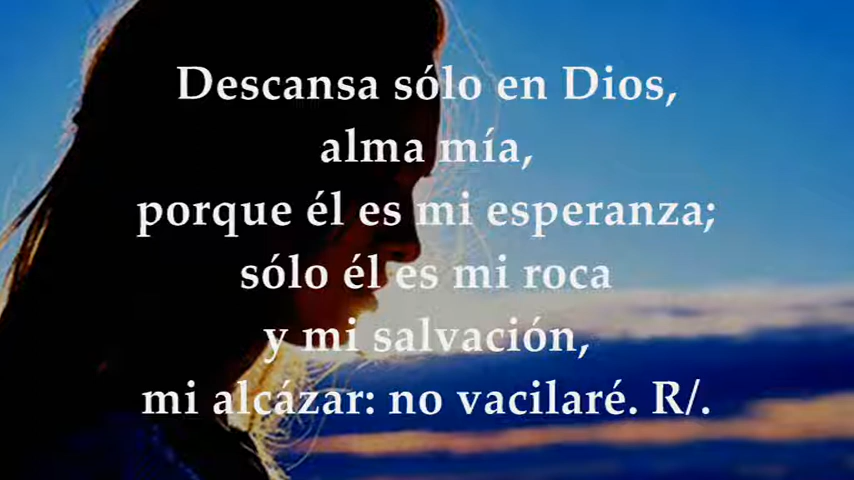 Descansa sólo en Dios,
alma mía,
porque él es mi esperanza;
sólo él es mi roca
y mi salvación,
mi alcázar: no vacilaré. R/.